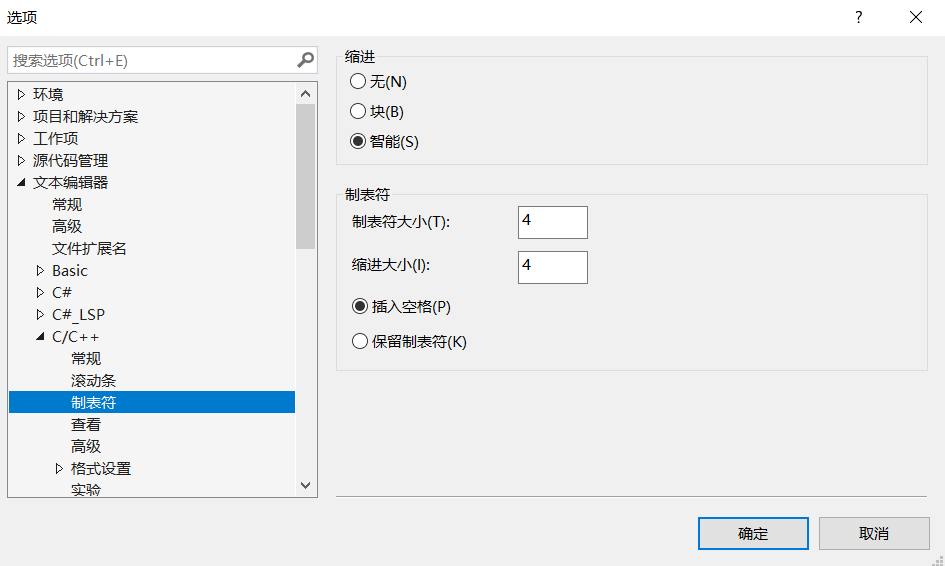 选项
?
搜索选项(Ctrl+E)
环境
项目和解决方案
工作项
源代码管理
文本编辑器
常规
高级
文件扩展名
Basic
C#
C#_LSP
C/C++
常规
滚动条
制表符
查看
高级
格式设置
实验
缩进
无(N)
块(B)
智能(S)
制表符
制表符大小(T):
4
缩进大小(I):
4
插入空格(P)
保留制表符(K)
确定
取消